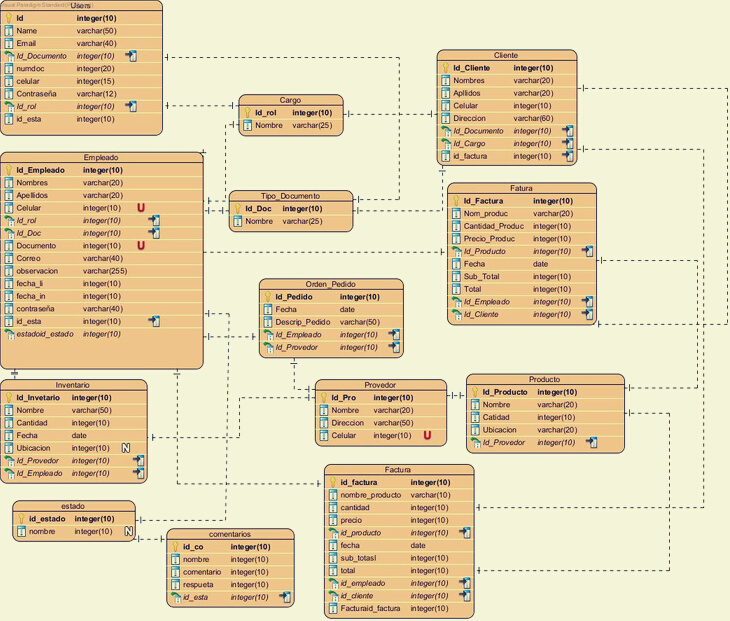 Visual Paradigm Standard
Users
Id integer(10)
Name varchar(50)
Email varchar(40)
Id_Documento integer(10)
numdoc integer(20)
celular integer(15)
Contraseña varchar(12)
Id_rol integer(10)
id_esta integer(10)
Cargo
Id_rol integer(10)
Nombre varchar(25)
Cliente
Id_Cliente integer(10)
Nombres varchar(20)
Apllidos varchar(20)
Celular integer(10)
Direccion varchar(60)
Id_Documento integer(10)
Id_Cargo integer(10)
id_factura integer(10)
Empleado
Id_Empleado integer(10)
Nombres varchar(20)
Apellidos varchar(20)
Celular integer(10) U
Id_rol integer(10)
Id_Doc integer(10)
Documento integer(10) U
Correo varchar(40)
observacion varchar(255)
fecha_li integer(10)
fecha_in integer(10)
contraseña varchar(40)
id_esta integer(10)
estadoid_estado integer(10)
Tipo_Documento
Id_Doc integer(10)
Nombre varchar(25)
Fatura
Id_Factura integer(10)
Nom_produc varchar(20)
Cantidad_Produc integer(10)
Precio_Produc integer(10)
Id_Producto integer(10)
Fecha date
Sub_Total integer(10)
Total integer(10)
Id_Empleado integer(10)
Id_Cliente integer(10)
Orden_Pedido
Id_Pedido integer(10)
Fecha date
Descrip_Pedido varchar(50)
Id_Empleado integer(10)
Id_Provedor integer(10)
Inventario
Id_Invetario integer(10)
Nombre varchar(50)
Cantidad integer(10)
Fecha date
Ubicacion integer(10) N
Id_Provedor integer(10)
Id_Empleado integer(10)
Provedor
Id_Pro integer(10)
Nombre varchar(20)
Direccion varchar(50)
Celular integer(10) U
Producto
Id_Producto integer(10)
Nombre varchar(20)
Catidad integer(10)
Ubicacion varchar(20)
Id_Provedor integer(10)
Factura
id_factura integer(10)
nombre_producto varchar(10)
cantidad integer(10)
precio integer(10)
id_producto integer(10)
fecha date
sub_totasl integer(10)
total integer(10)
id_empleado integer(10)
id_cliente integer(10)
Facturaid_factura integer(10)
estado
id_estado integer(10)
nombre integer(10) N
comentarios
id_co integer(10)
nombre integer(10)
comentario integer(10)
respueta integer(10)
id_esta integer(10)